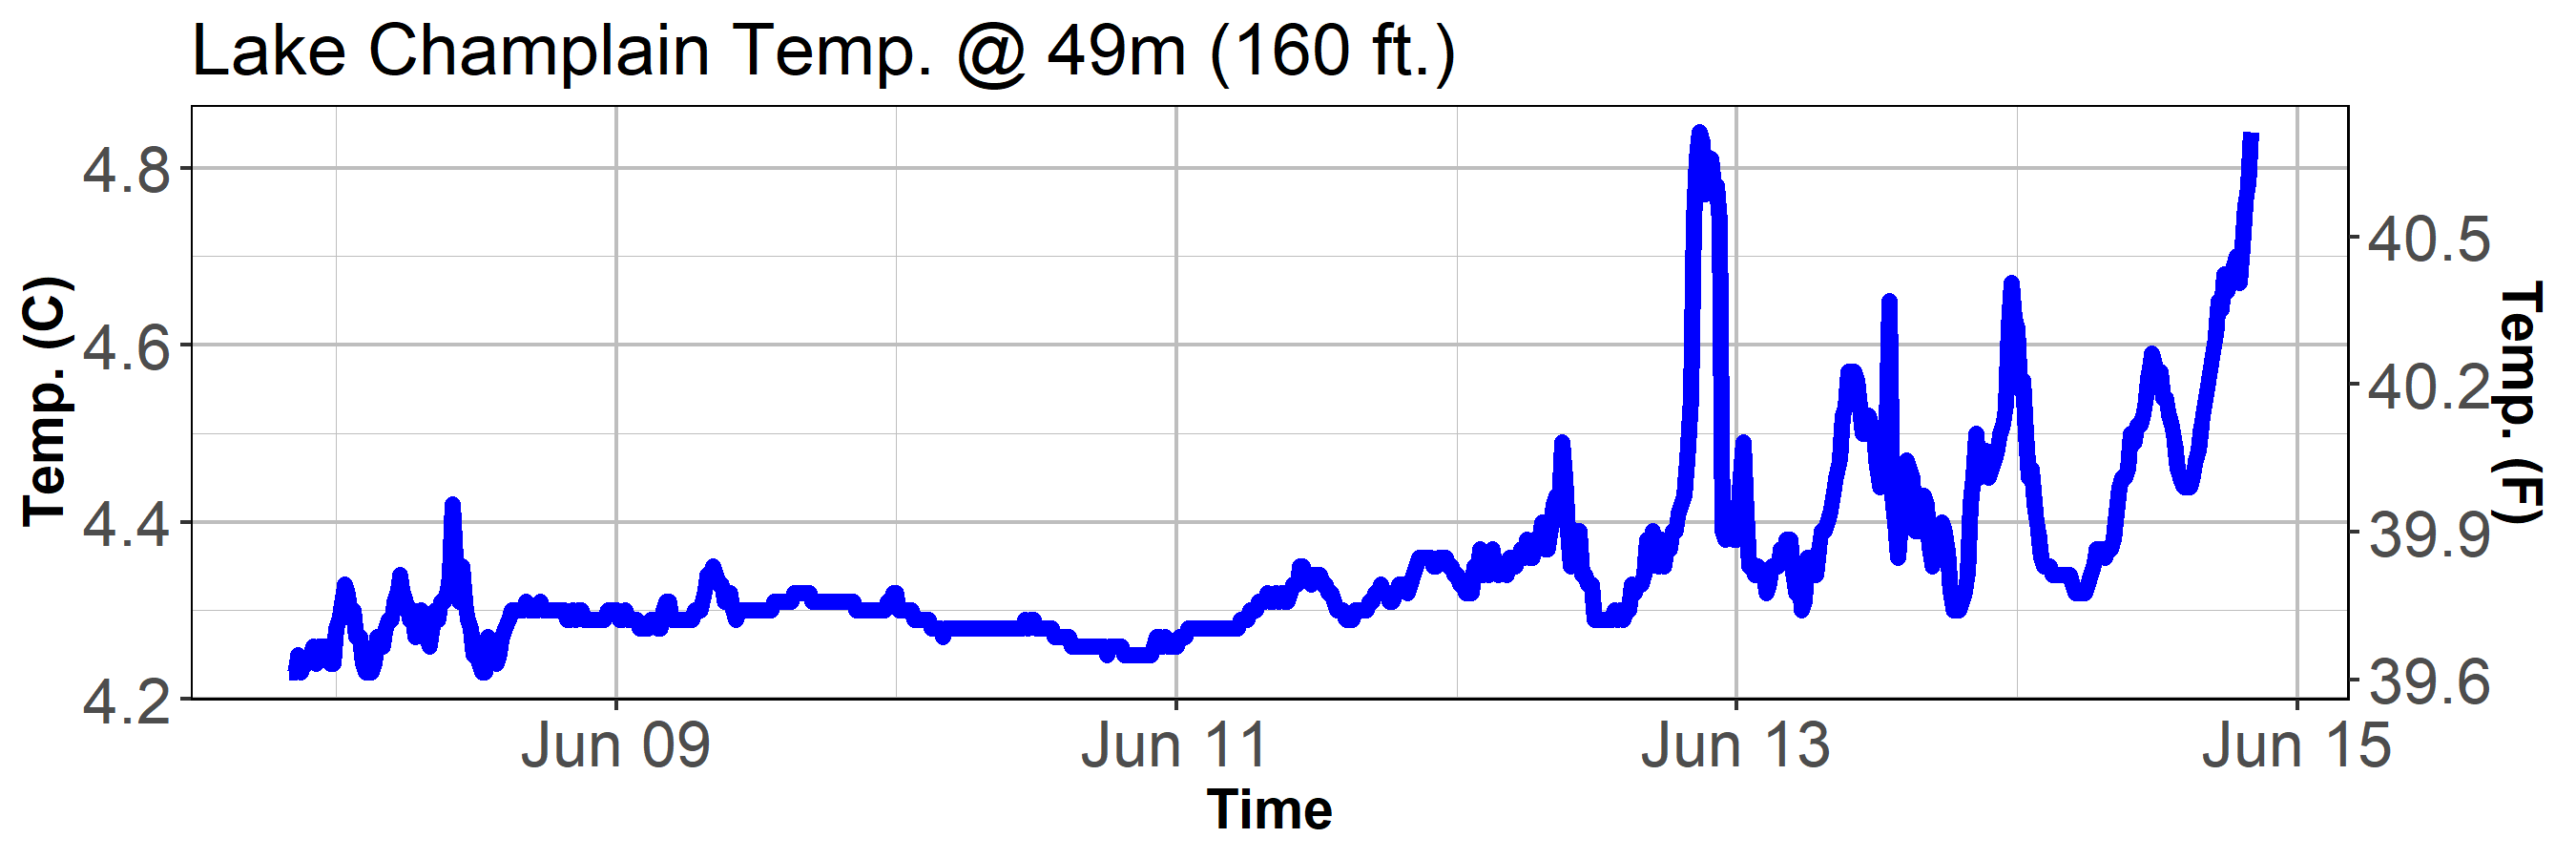 Lake Champlain Temp. @ 49m (160 ft.)
4.8
4.6
4.4
4.2
Temp. (C)
40.5
40.2
39.9
39.6
Temp. (F)
Jun 09 Jun 11 Jun 13 Jun 15
Time